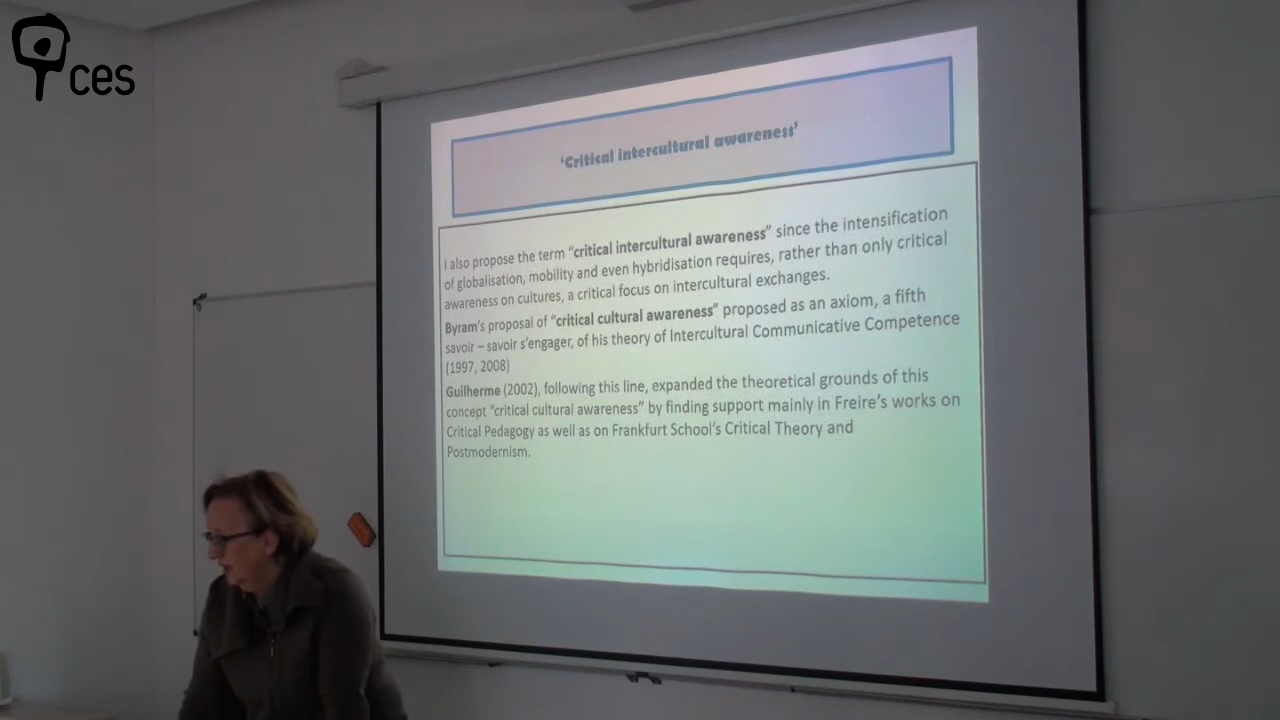 ces
‘Critical intercultural awareness’
I also propose the term “critical intercultural awareness” since the intensification
of globalisation, mobility and even hybridisation requires, rather than only critical
awareness on cultures, a critical focus on intercultural exchanges.
Byram’s proposal of “critical cultural awareness” proposed as an axiom, a fifth
savoir – savoir s’engager, of his theory of Intercultural Communicative Competence
(1997, 2008)
Guilherme (2002), following this line, expanded the theoretical grounds of this
concept “critical cultural awareness” by finding support mainly in Freire’s works on
Critical Pedagogy as well as on Frankfurt School’s Critical Theory and
Postmodernism.